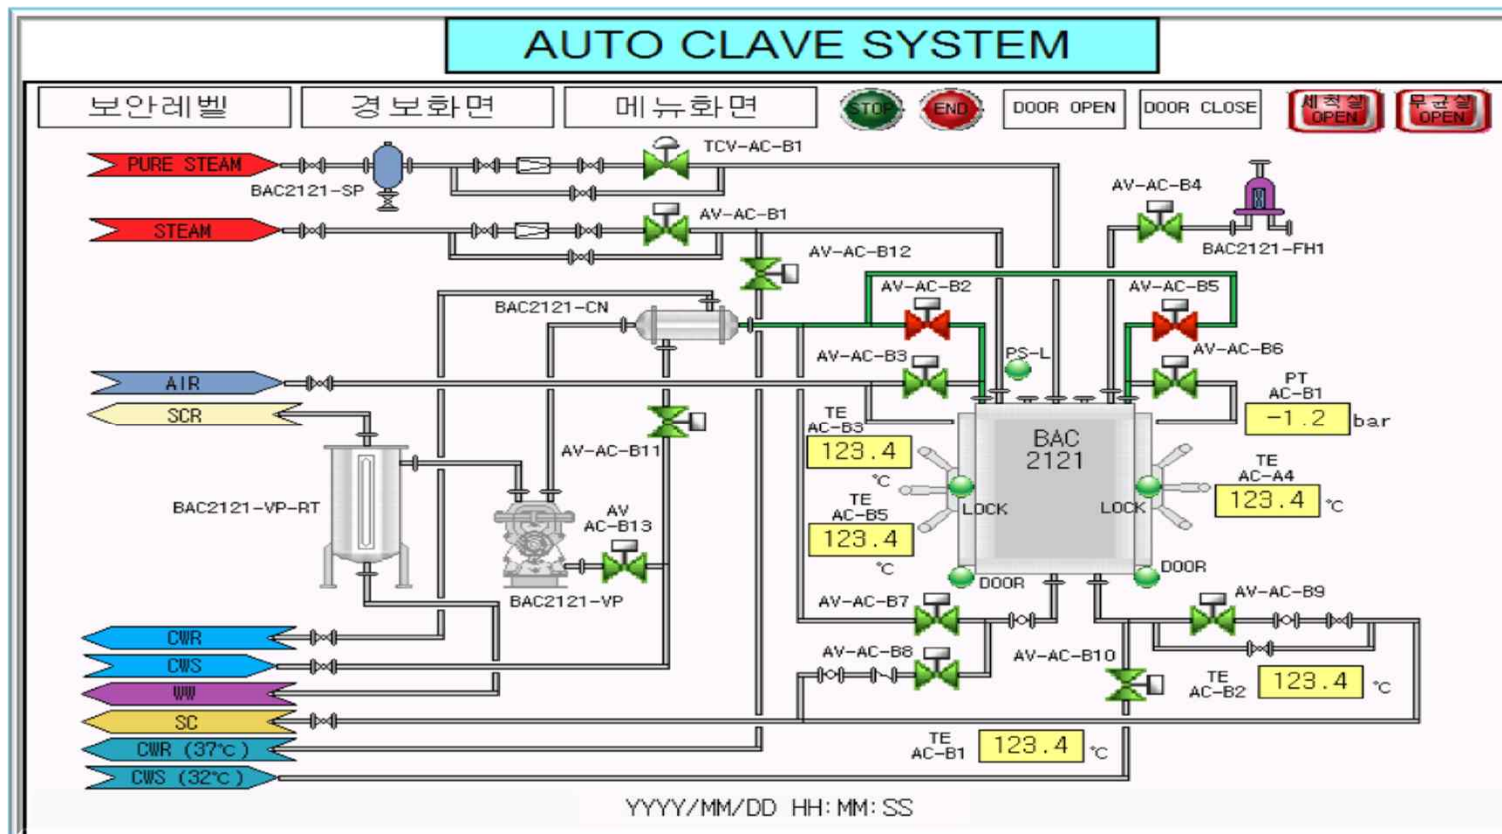 AUTO CLAVE SYSTEM
보안레벨 경보화면 메뉴화면 STOP END DOOR OPEN DOOR CLOSE 세척실 OPEN 무균실 OPEN
PURE STEAM
BAC2121-SP
TCV-AC-B1
STEAM
AV-AC-B1
AV-AC-B12
AV-AC-B4
BAC2121-FH1
BAC2121-CN
AV-AC-B2
AV-AC-B5
AV-AC-B3
PS-L
AV-AC-B6
AIR
SCR
PT
AC-B1
-1.2 bar
TE
AC-B3
123.4
℃
BAC
2121
TE
AC-A4
123.4 ℃
AV-AC-B11
BAC2121-VP-RT
TE
AC-B5
123.4
℃
LOCK
LOCK
AV
AC-B13
BAC2121-VP
DOOR
DOOR
AV-AC-B7
AV-AC-B9
AV-AC-B8
AV-AC-B10
TE
AC-B2
123.4 ℃
CWR
CWS
WW
SC
CWR (37℃)
CWS (32℃)
TE
AC-B1
123.4 ℃
YYYY/MM/DD HH:MM:SS